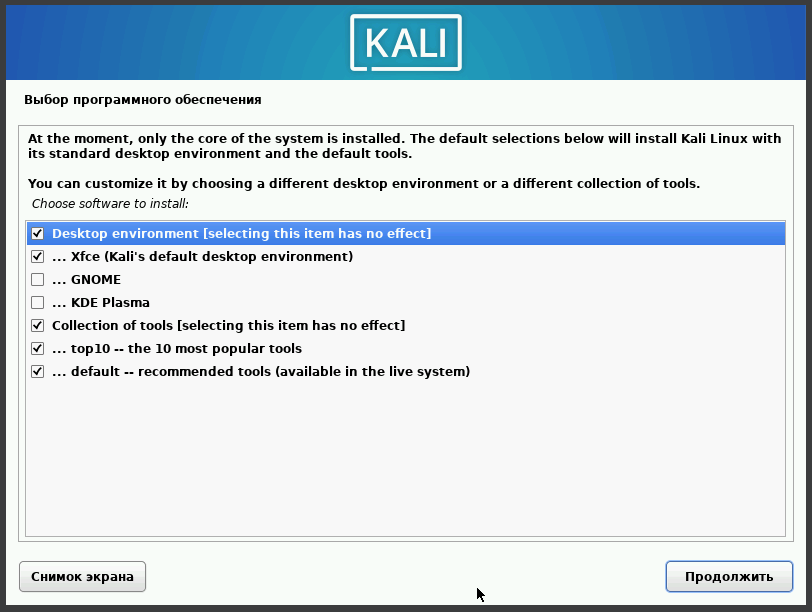 KALI
Выбор программного обеспечения
At the moment, only the core of the system is installed. The default selections below will install Kali Linux with
its standard desktop environment and the default tools.
You can customize it by choosing a different desktop environment or a different collection of tools.
Choose software to install:
Desktop environment [selecting this item has no effect]
... Xfce (Kali's default desktop environment)
... GNOME
... KDE Plasma
Collection of tools [selecting this item has no effect]
... top10 -- the 10 most popular tools
... default -- recommended tools (available in the live system)
Снимок экрана
Продолжить